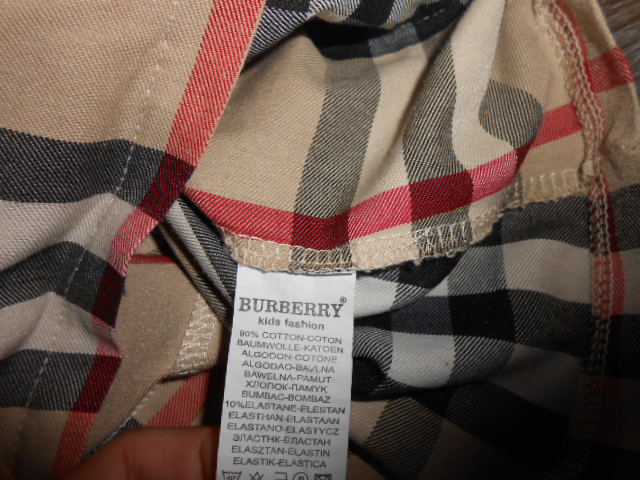 BURBERRY®
kids fashion
90% COTTON-COTON
BAUMWOLLE-KATOEN
ALGODON-COTONE
ALGODAO-BAVLNA
BAWELNA-PAMUT
ХЛОПОК-ПАМУК
BUMBAC-BOMBAZ
10%ELASTANE-ELESTAN
ELASTHAN-ELASTAAN
ELASTANO-ELASTYCZ
ЭЛАСТНК-ЕЛАСТАН
ELASZTAN-ELASTIN
ELASTIK-ELASTICA